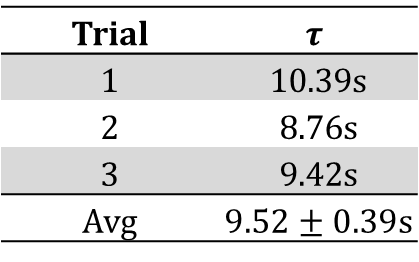 Trial τ
1 10.39s
2 8.76s
3 9.42s
Avg 9.52 ± 0.39s